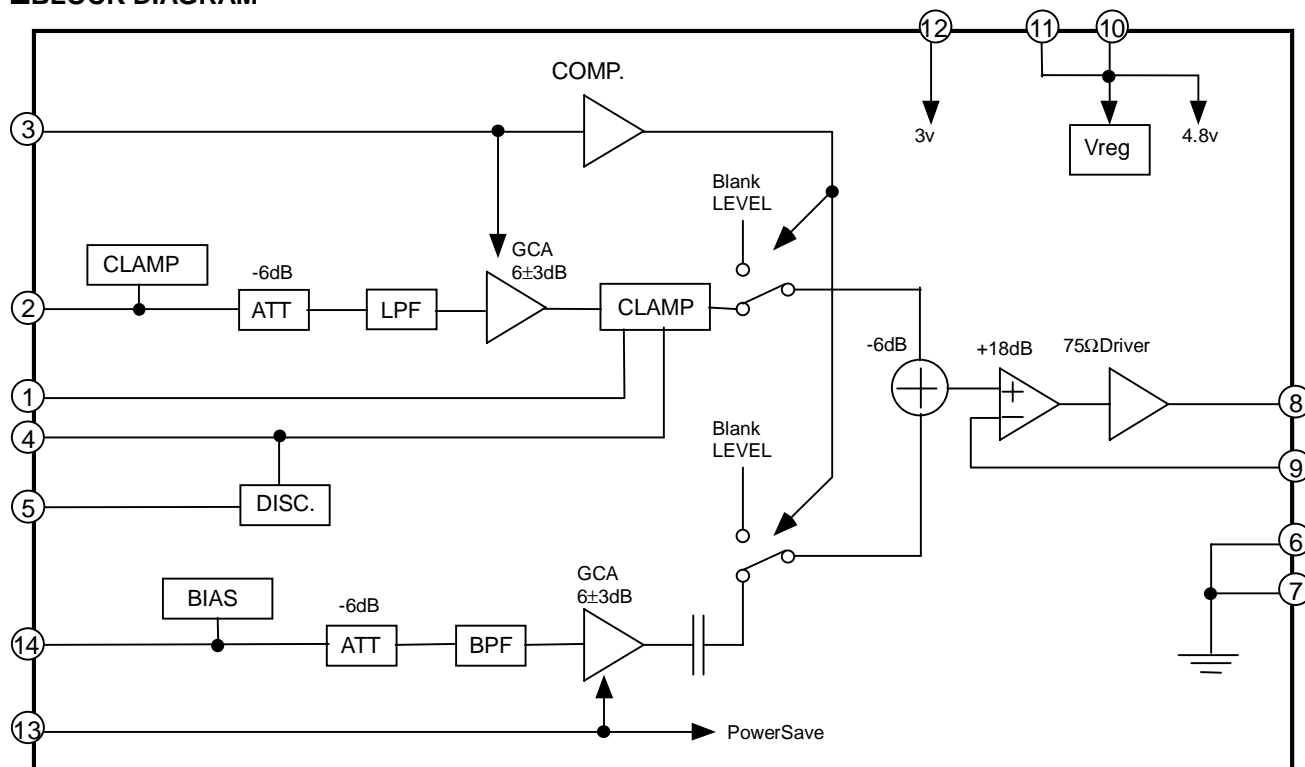 BLOCK DIAGRAM
12
11
10
COMP.
3
3v
Vreg
4.8v
Blank
LEVEL
CLAMP
-6dB
GCA
6±3dB
2
ATT
LPF
CLAMP
-6dB
+18dB
75ΩDriver
1
8
4
Blank
LEVEL
9
5
DISC.
6
GCA
6±3dB
7
BIAS
-6dB
14
ATT
BPF
13
PowerSave